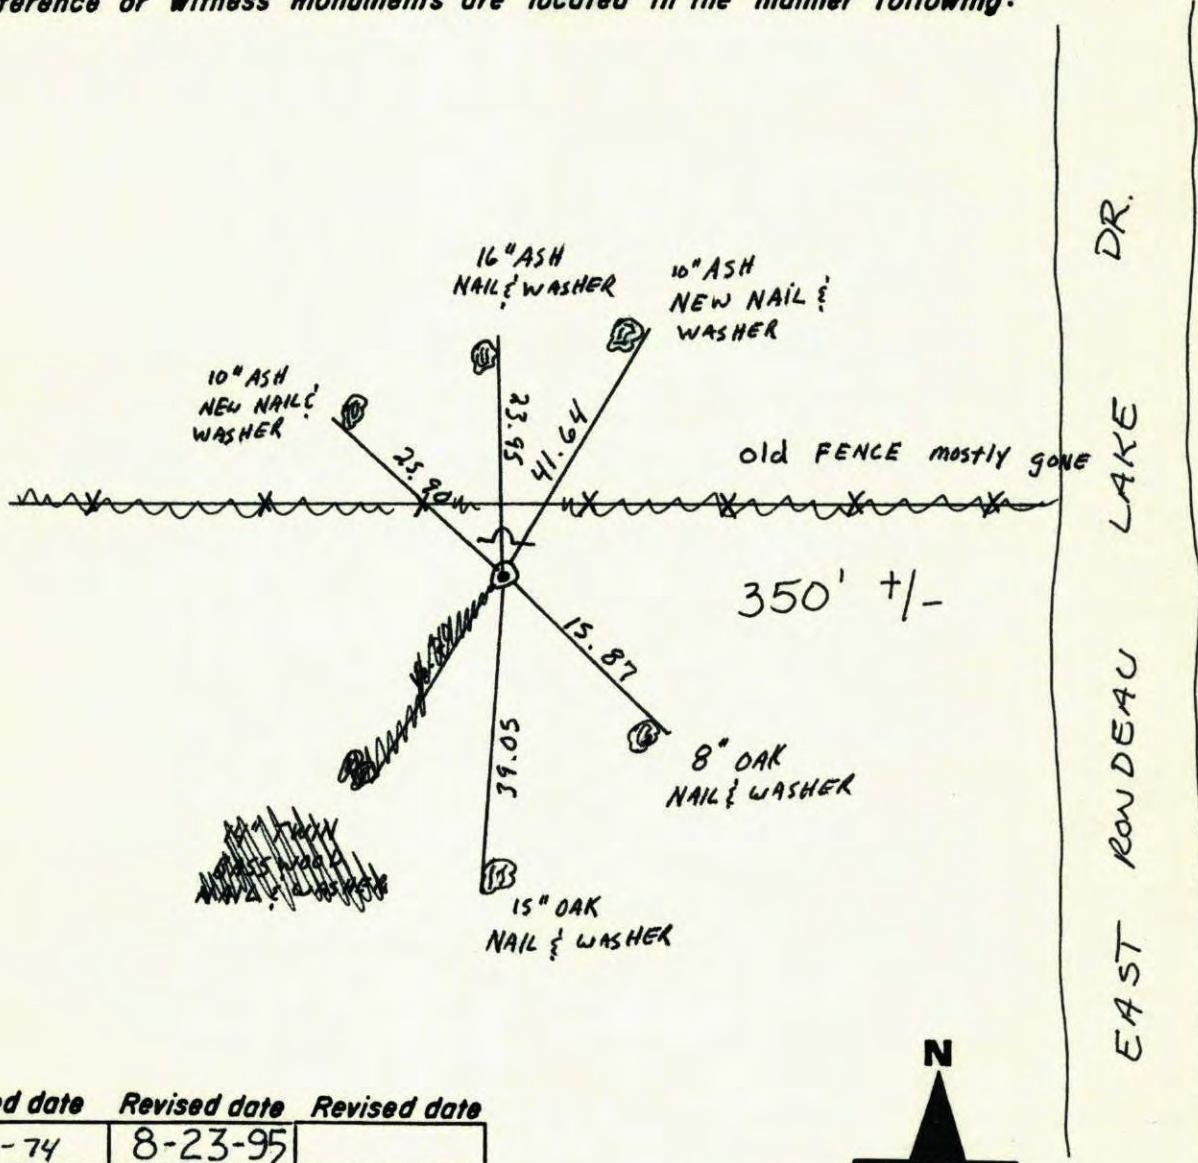 erence or witness monuments are located in the manner following:
16" ASH
NAIL & WASHER
10" ASH
NEW NAIL &
WASHER
10" ASH
NEW NAIL &
WASHER
25.90
23.95
41.64
old FENCE mostly gone
350' +/-
15.87
39.05
8" OAK
NAIL & WASHER
15" OAK
NAIL & WASHER
EAST RONDEAU LAKE DR.
N
ed date Revised date Revised date
-74 8-23-95